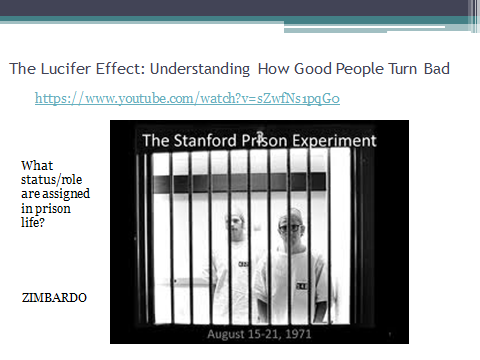 The Lucifer Effect: Understanding How Good People Turn Bad
https://www.youtube.com/watch?v=sZwfNs1pqG0
The Stanford Prison Experiment
What
status/role
are assigned
in prison
life?
ZIMBARDO
August 15-21, 1971